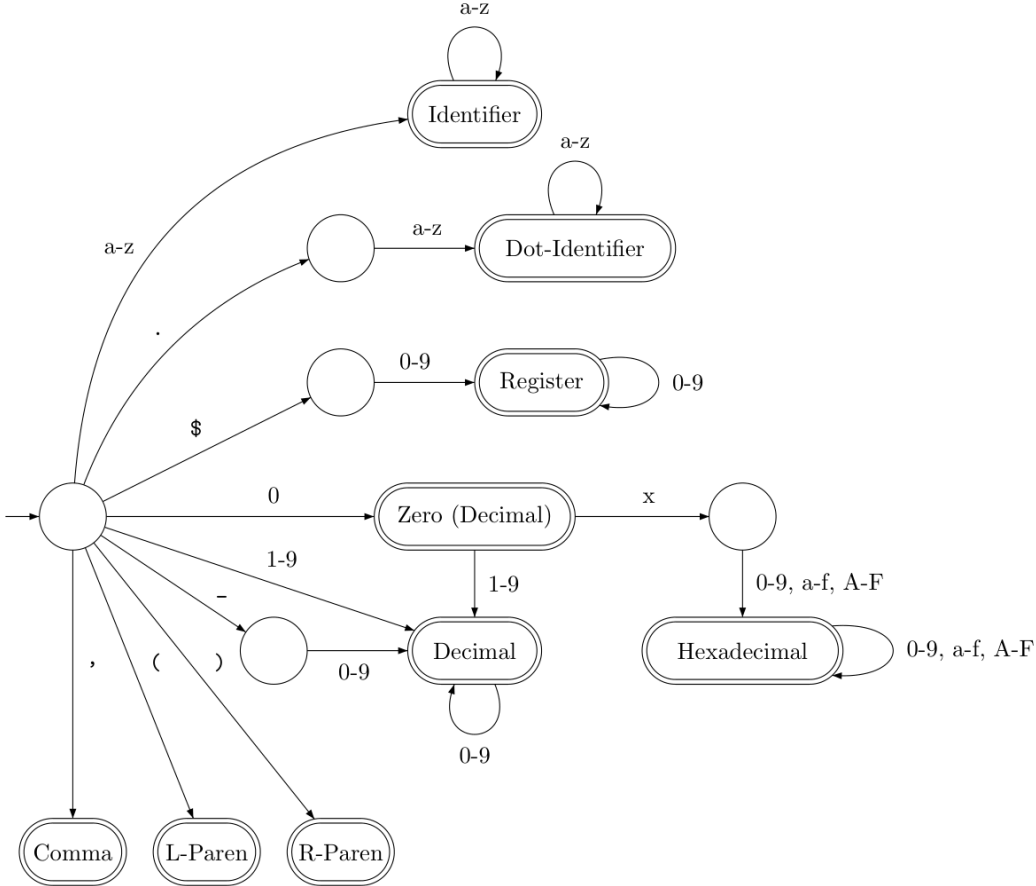 a-z
Identifier
a-z
a-z
a-z
Dot-Identifier
.
0-9
Register
0-9
$
0
Zero (Decimal)
x
1-9
1-9
0-9, a-f, A-F
-
Decimal
Hexadecimal
0-9, a-f, A-F
, ( )
0-9
0-9
Comma
L-Paren
R-Paren